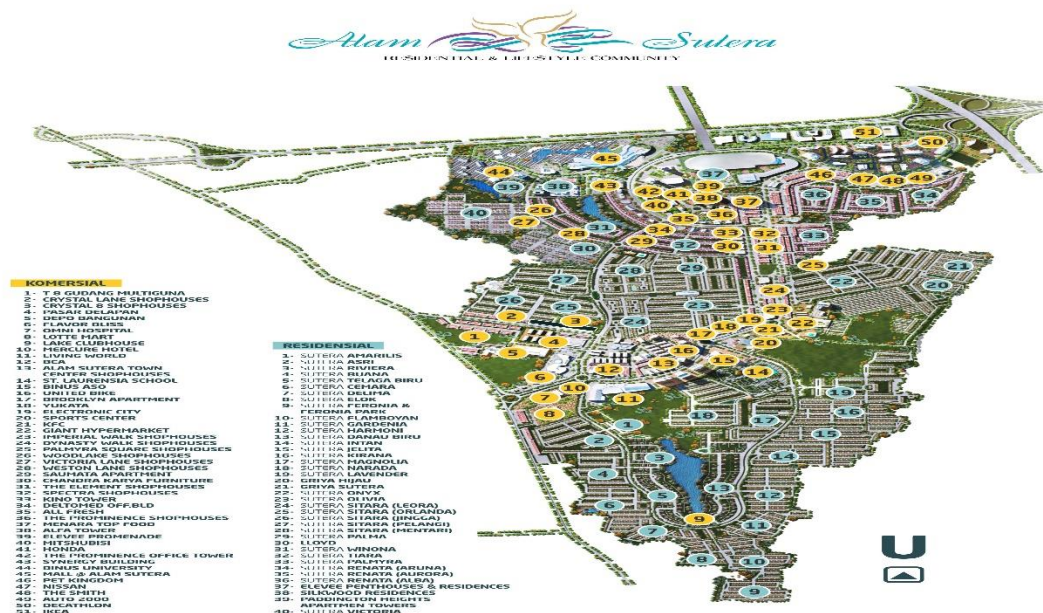 Alam Sutera
RESIDENTIAL & LIFESTYLE COMMUNITY
KOMERSIAL
1- T 8 GUDANG MULTIGUNA
2- CRYSTAL LANE SHOPHOUSES
3- CRYSTAL 8 SHOPHOUSES
4- PASAR DELAPAN
5- DEPO BANGUNAN
6- FLAVOR BLISS
7- OMNI HOSPITAL
8- LOTTE MART
9- LAKE CLUBHOUSE
10- MERCURE HOTEL
11- LIVING WORLD
12- BCA
13- ALAM SUTERA TOWN
CENTER SHOPHOUSES
14- ST. LAURENSIA SCHOOL
15- BINUS ASO
16- UNITED BIKE
17- BROOKLYN APARTMENT
18- YUKATA
19- ELECTRONIC CITY
20- SPORTS CENTER
21- KFC
22- GIANT HYPERMARKET
23- IMPERIAL WALK SHOPHOUSES
24- DYNASTY WALK SHOPHOUSES
25- PALMYRA SQUARE SHOPHOUSES
26- WOODLAKE SHOPHOUSES
27- VICTORIA LANE SHOPHOUSES
28- WESTON LANE SHOPHOUSES
29- SAUMATA APARTMENT
30- CHANDRA KARYA FURNITURE
31- THE ELEMENT SHOPHOUSES
32- SPECTRA SHOPHOUSES
33- KINO TOWER
34- DELTOMED OFF.BLD
35- ALL FRESH
36- THE PROMINENCE SHOPHOUSES
37- MENARA TOP FOOD
38- ALFA TOWER
39- ELEVEE PROMENADE
40- MITSHUBISI
41- HONDA
42- THE PROMINENCE OFFICE TOWER
43- SYNERGY BUILDING
44- BINUS UNIVERSITY
45- MALL @ ALAM SUTERA
46- PET KINGDOM
47- NISSAN
48- THE SMITH
49- AUTO 2000
50- DECATHLON
51- IKEA
RESIDENSIAL
1- SUTERA AMARILIS
2- SUTERA ASRI
3- SUTERA RIVIERA
4- SUTERA BUANA
5- SUTERA TELAGA BIRU
6- SUTERA CEMARA
7- SUTERA DELIMA
8- SUTERA ELOK
9- SUTERA FERONIA &
FERONIA PARK
10- SUTERA FLAMBOYAN
11- SUTERA GARDENIA
12- SUTERA HARMONI
13- SUTERA DANAU BIRU
14- SUTERA INTAN
15- SUTERA JELITA
16- SUTERA KIRANA
17- SUTERA MAGNOLIA
18- SUTERA NARADA
19- SUTERA LAVENDER
20- GRIYA HIJAU
21- GRIYA SUTERA
22- SUTERA ONYX
23- SUTERA OLIVIA
24- SUTERA SITARA (LEORA)
25- SUTERA SITARA (ORLANDA)
26- SUTERA SITARA
27- SUTERA SITARA (PELANGI)
28- SUTERA SITARA (MENTARI)
29- SUTERA PALMA
30- LLOYD
31- SUTERA WINONA
32- SUTERA TIARA
33- SUTERA PALMYRA
34- SUTERA RENATA (ARUNA)
35- SUTERA RENATA (AURORA)
36- SUTERA RENATA (ALBA)
37- ELEVEE PENTHOUSES & RESIDENCES
38- SILKWOOD RESIDENCES
39- PADDINGTON HEIGHTS
APARTMEN TOWERS
40- SUTERA VICTORIA
U